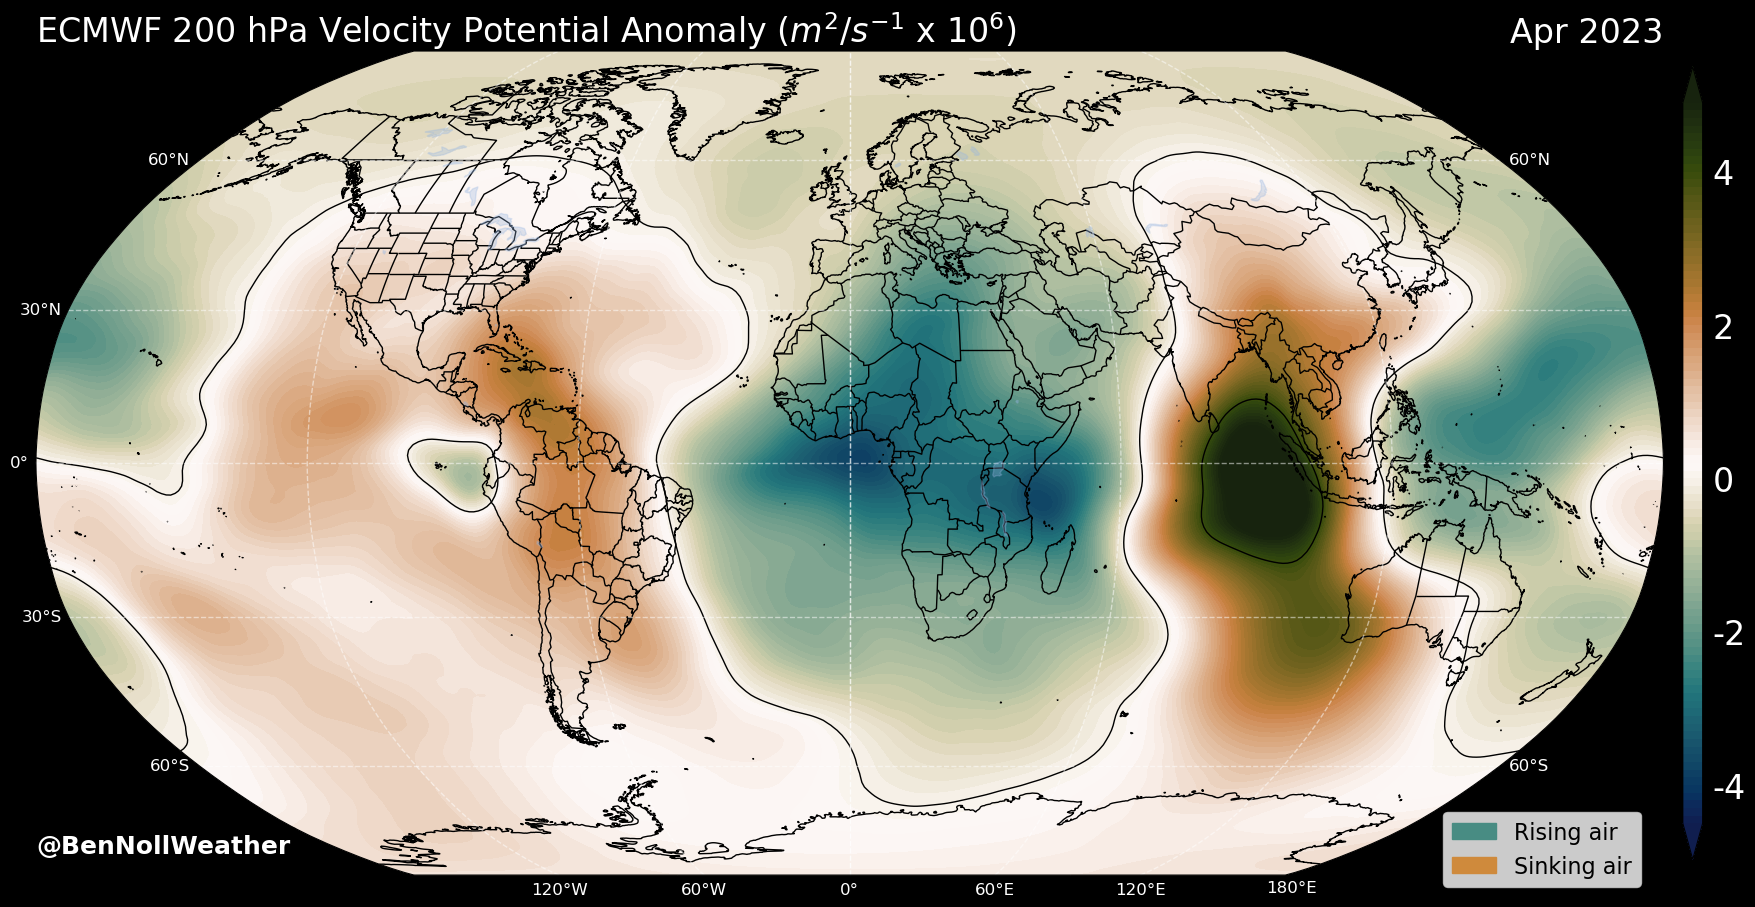 ECMWF 200 hPa Velocity Potential Anomaly (m²/s⁻¹ x 10⁶)
Apr 2023
60°N
60°N
4
30°N
2
0°
0
30°S
-2
60°S
60°S
-4
@BenNollWeather
Rising air
Sinking air
120°W 60°W 0° 60°E 120°E 180°E